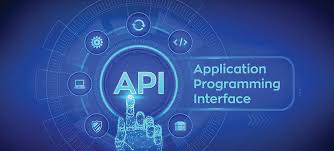 API
Application
Programming
Interface